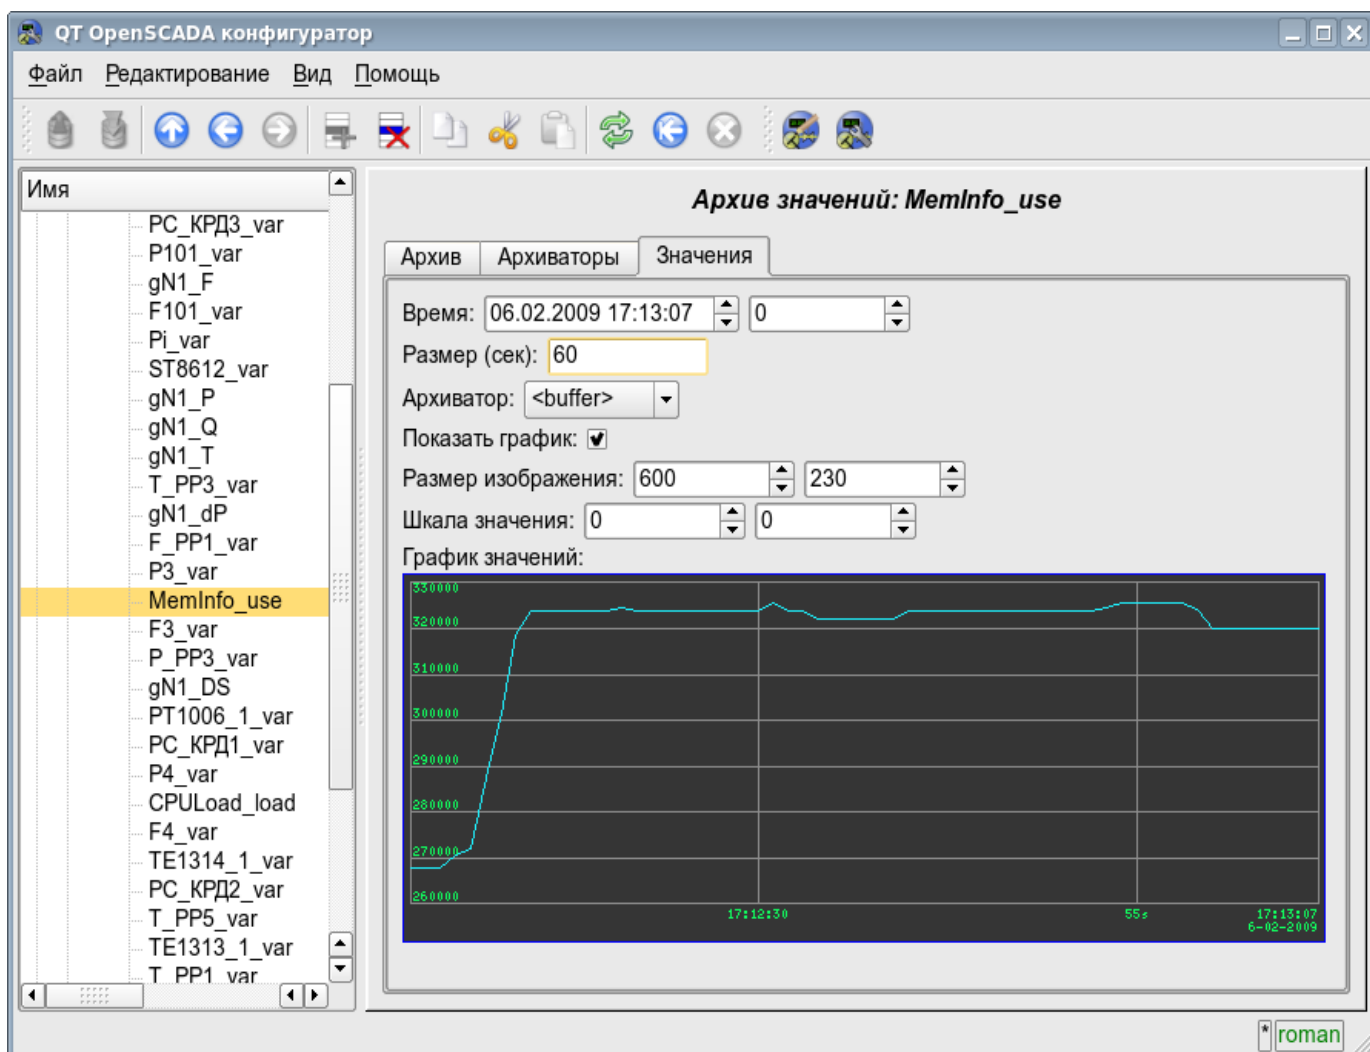 QT OpenSCADA конфигуратор
Файл Редактирование Вид Помощь
Имя
PC_КРД3_var
P101_var
gN1_F
F101_var
Pi_var
ST8612_var
gN1_P
gN1_Q
gN1_T
T_PP3_var
gN1_dP
F_PP1_var
P3_var
MemInfo_use
F3_var
P_PP3_var
gN1_DS
PT1006_1_var
PC_КРД1_var
P4_var
CPULoad_load
F4_var
TE1314_1_var
PC_КРД2_var
T_PP5_var
TE1313_1_var
T_PP1_var
Архив значений: MemInfo_use
Архив Архиваторы Значения
Время: 06.02.2009 17:13:07 0
Размер (сек): 60
Архиватор: <buffer>
Показать график:
Размер изображения: 600 230
Шкала значения: 0 0
График значений:
330000
320000
310000
300000
290000
280000
270000
260000
17:12:30 55s 17:13:07
6-02-2009
* roman